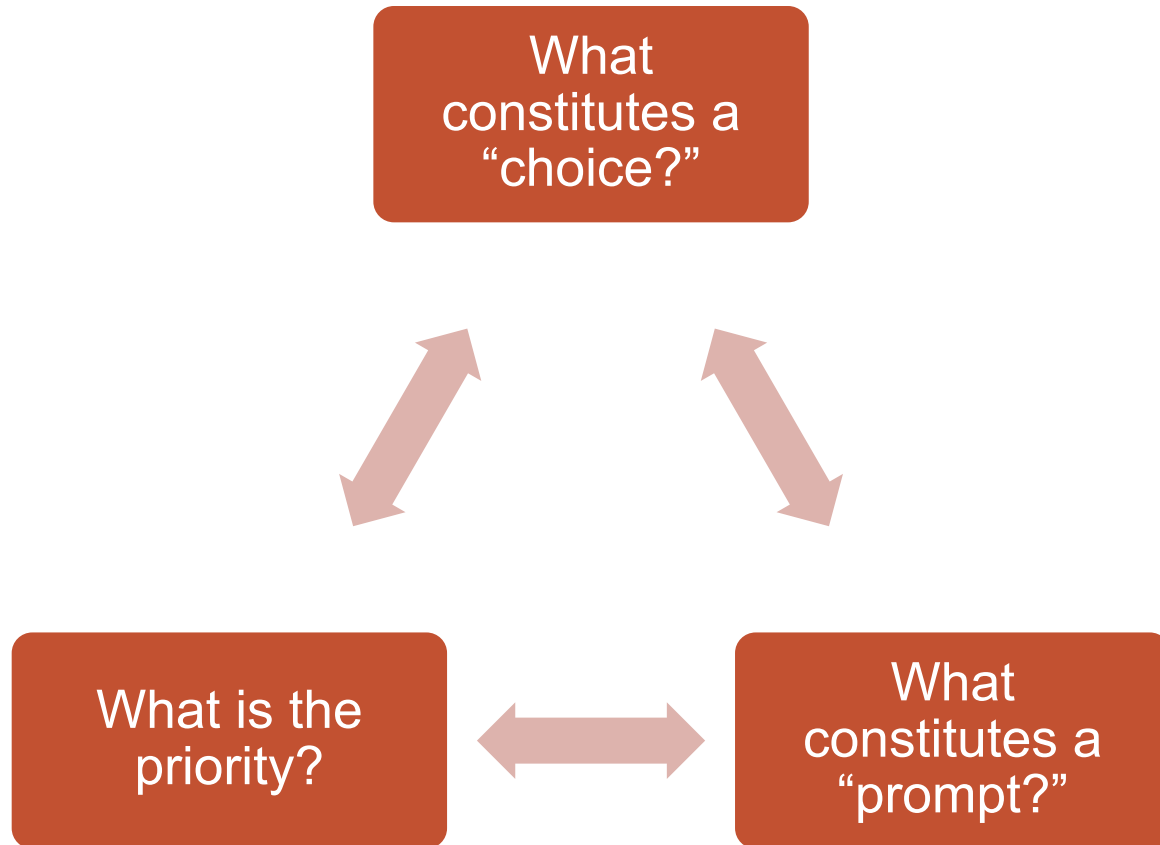 What
constitutes a
“choice?”
What is the
priority?
What
constitutes a
“prompt?”